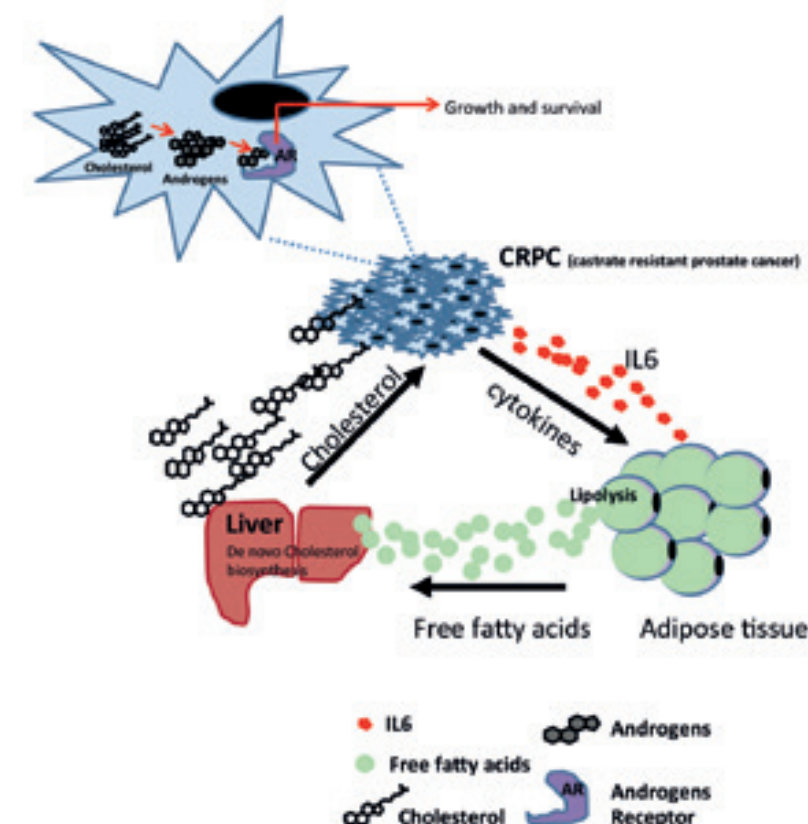 Growth and survival
Cholesterol
Androgens
AR
CRPC (castrate resistant prostate cancer)
IL6
cytokines
Cholesterol
Lipolysis
Liver
De novo Cholesterol
biosynthesis
Free fatty acids
Adipose tissue
IL6
Androgens
Free fatty acids
AR
Androgens
Receptor
Cholesterol